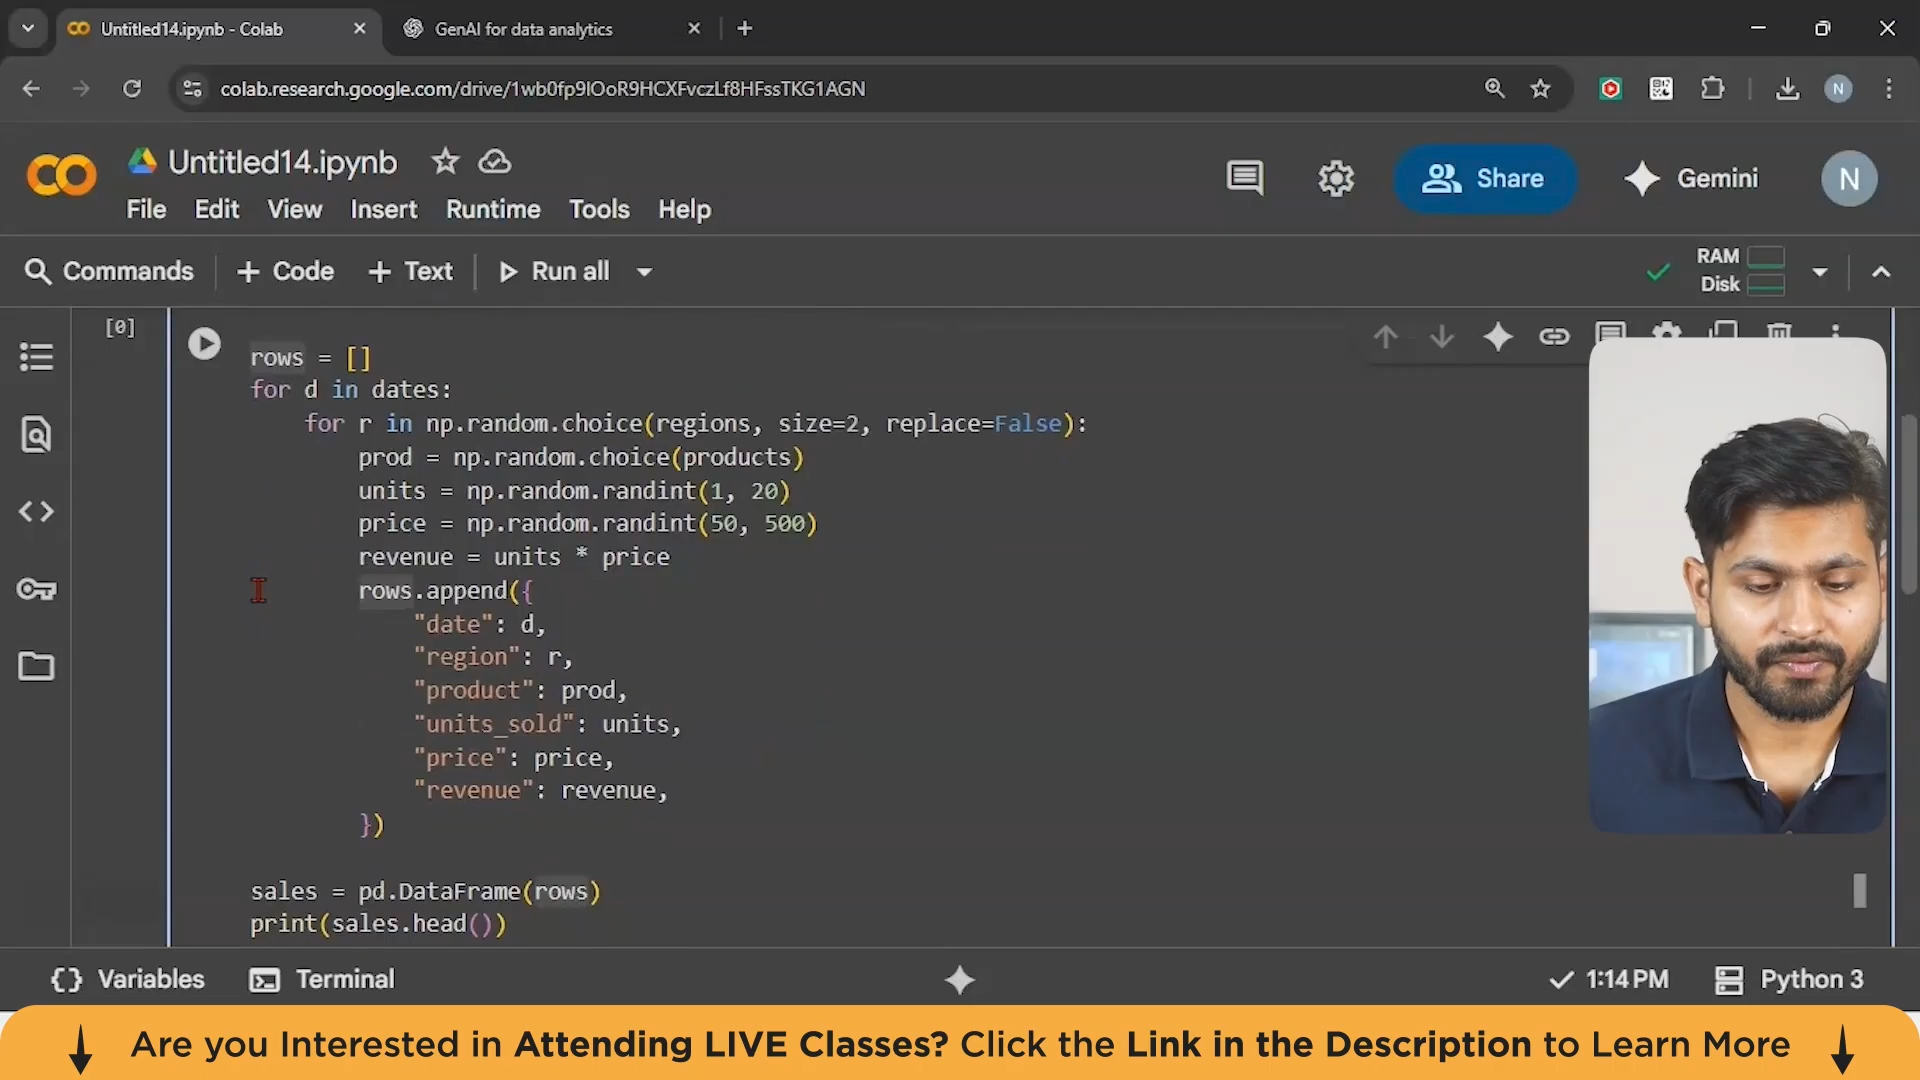 Untitled14.ipynb - Colab
GenAI for data analytics
colab.research.google.com/drive/1wb0fp9lOoR9HCXFvczLf8HFssTKG1AGN
N
Untitled14.ipynb
Share
Gemini
N
File Edit View Insert Runtime Tools Help
Commands + Code + Text Run all
RAM
Disk
[0]
rows = []
for d in dates:
    for r in np.random.choice(regions, size=2, replace=False):
        prod = np.random.choice(products)
        units = np.random.randint(1, 20)
        price = np.random.randint(50, 500)
        revenue = units * price
        rows.append({
            "date": d,
            "region": r,
            "product": prod,
            "units_sold": units,
            "price": price,
            "revenue": revenue,
        })
sales = pd.DataFrame(rows)
print(sales.head())
Variables Terminal 1:14 PM Python 3
Are you Interested in Attending LIVE Classes? Click the Link in the Description to Learn More